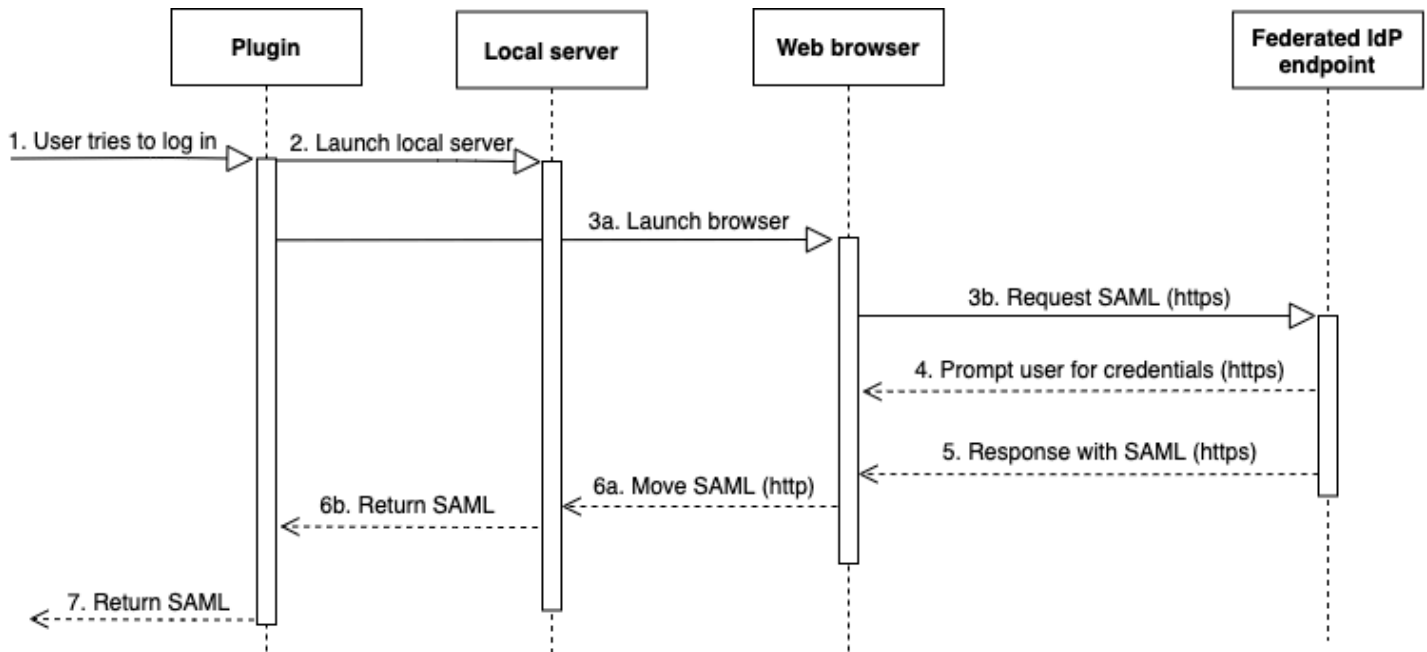 Plugin
Local server
Web browser
Federated IdP
endpoint
1. User tries to log in
2. Launch local server
3a. Launch browser
3b. Request SAML (https)
4. Prompt user for credentials (https)
5. Response with SAML (https)
6a. Move SAML (http)
6b. Return SAML
7. Return SAML